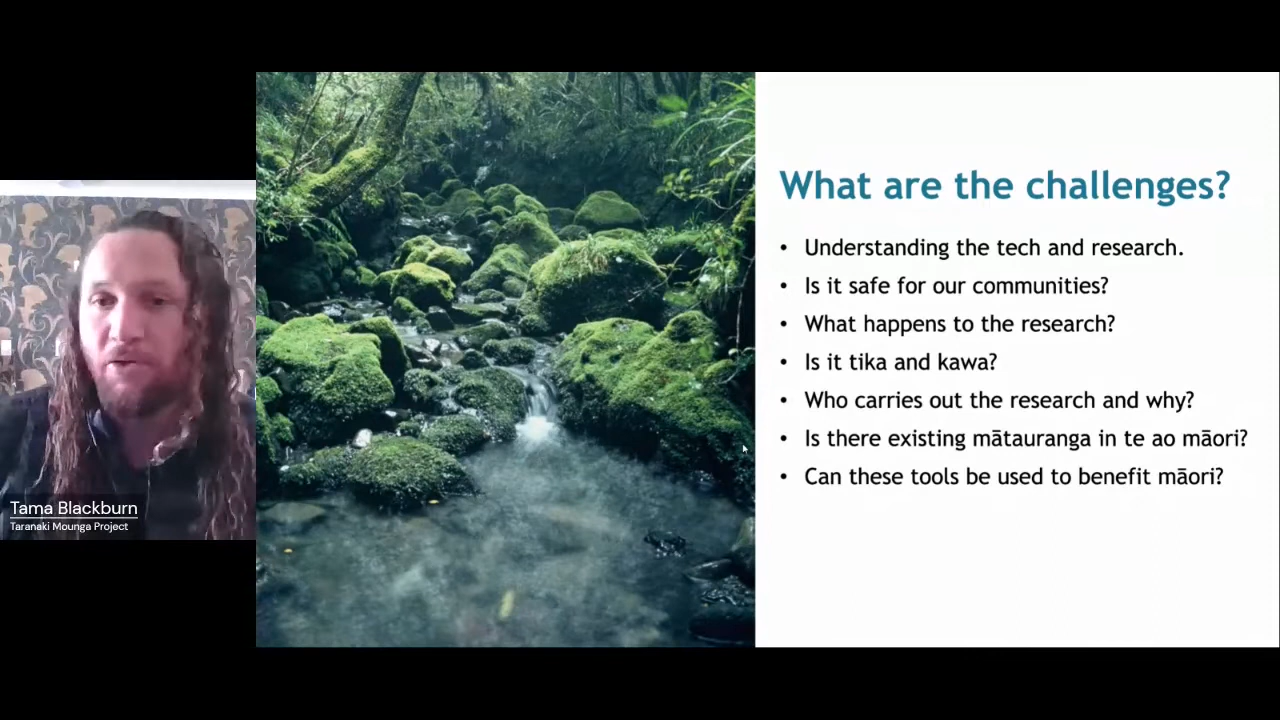 What are the challenges?
• Understanding the tech and research.
• Is it safe for our communities?
• What happens to the research?
• Is it tika and kawa?
• Who carries out the research and why?
• Is there existing mātauranga in te ao māori?
• Can these tools be used to benefit māori?
Tama Blackburn
Taranaki Mounga Project